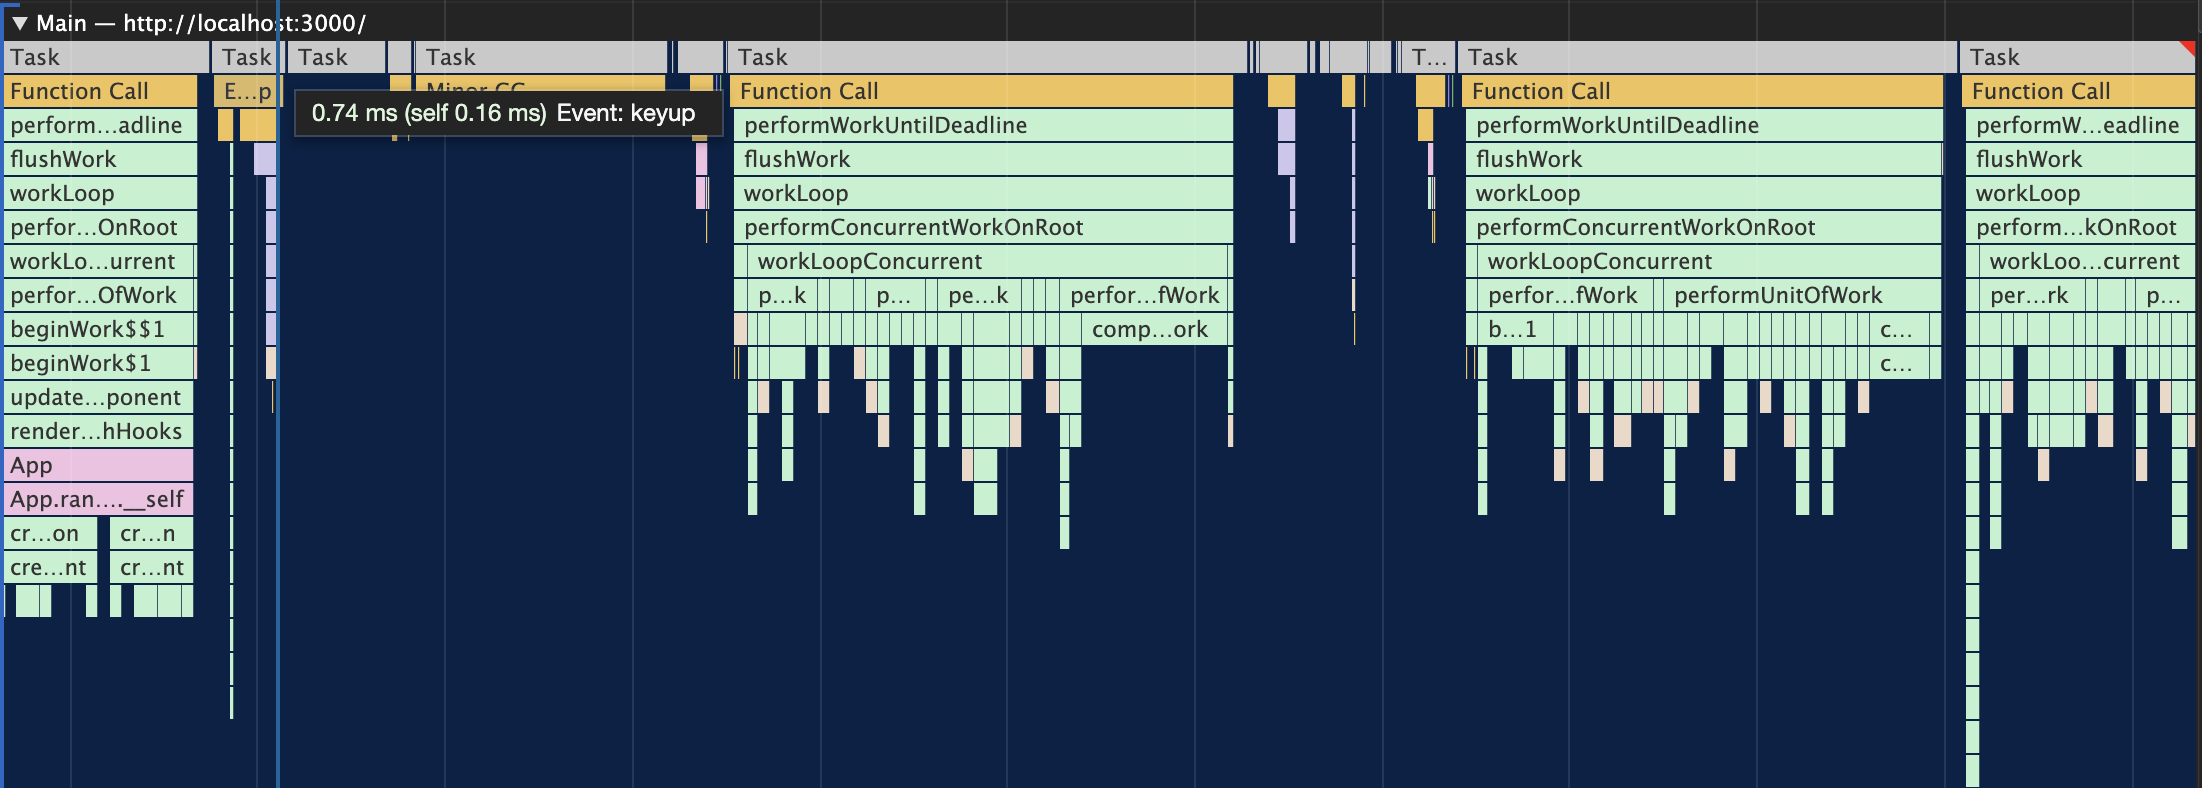 ▼ Main — http://localhost:3000/
Task Task Task Task Task T... Task Task
Function Call E...p Minor GC Function Call Function Call Function Call
0.74 ms (self 0.16 ms) Event: keyup
perform...adline performWorkUntilDeadline performWorkUntilDeadline performW...eadline
flushWork flushWork flushWork flushWork
workLoop workLoop workLoop workLoop
perfor...OnRoot performConcurrentWorkOnRoot performConcurrentWorkOnRoot perform...kOnRoot
workLo...urrent workLoopConcurrent workLoopConcurrent workLoo...current
perfor...OfWork p...k p... pe...k perfor...fWork perfor...fWork performUnitOfWork per...rk p...
beginWork$$1 comp...ork b...1 c...
beginWork$1 c...
update...ponent
render...hHooks
App
App.ran....__self
cr...on cr...n
cre...nt cr...nt